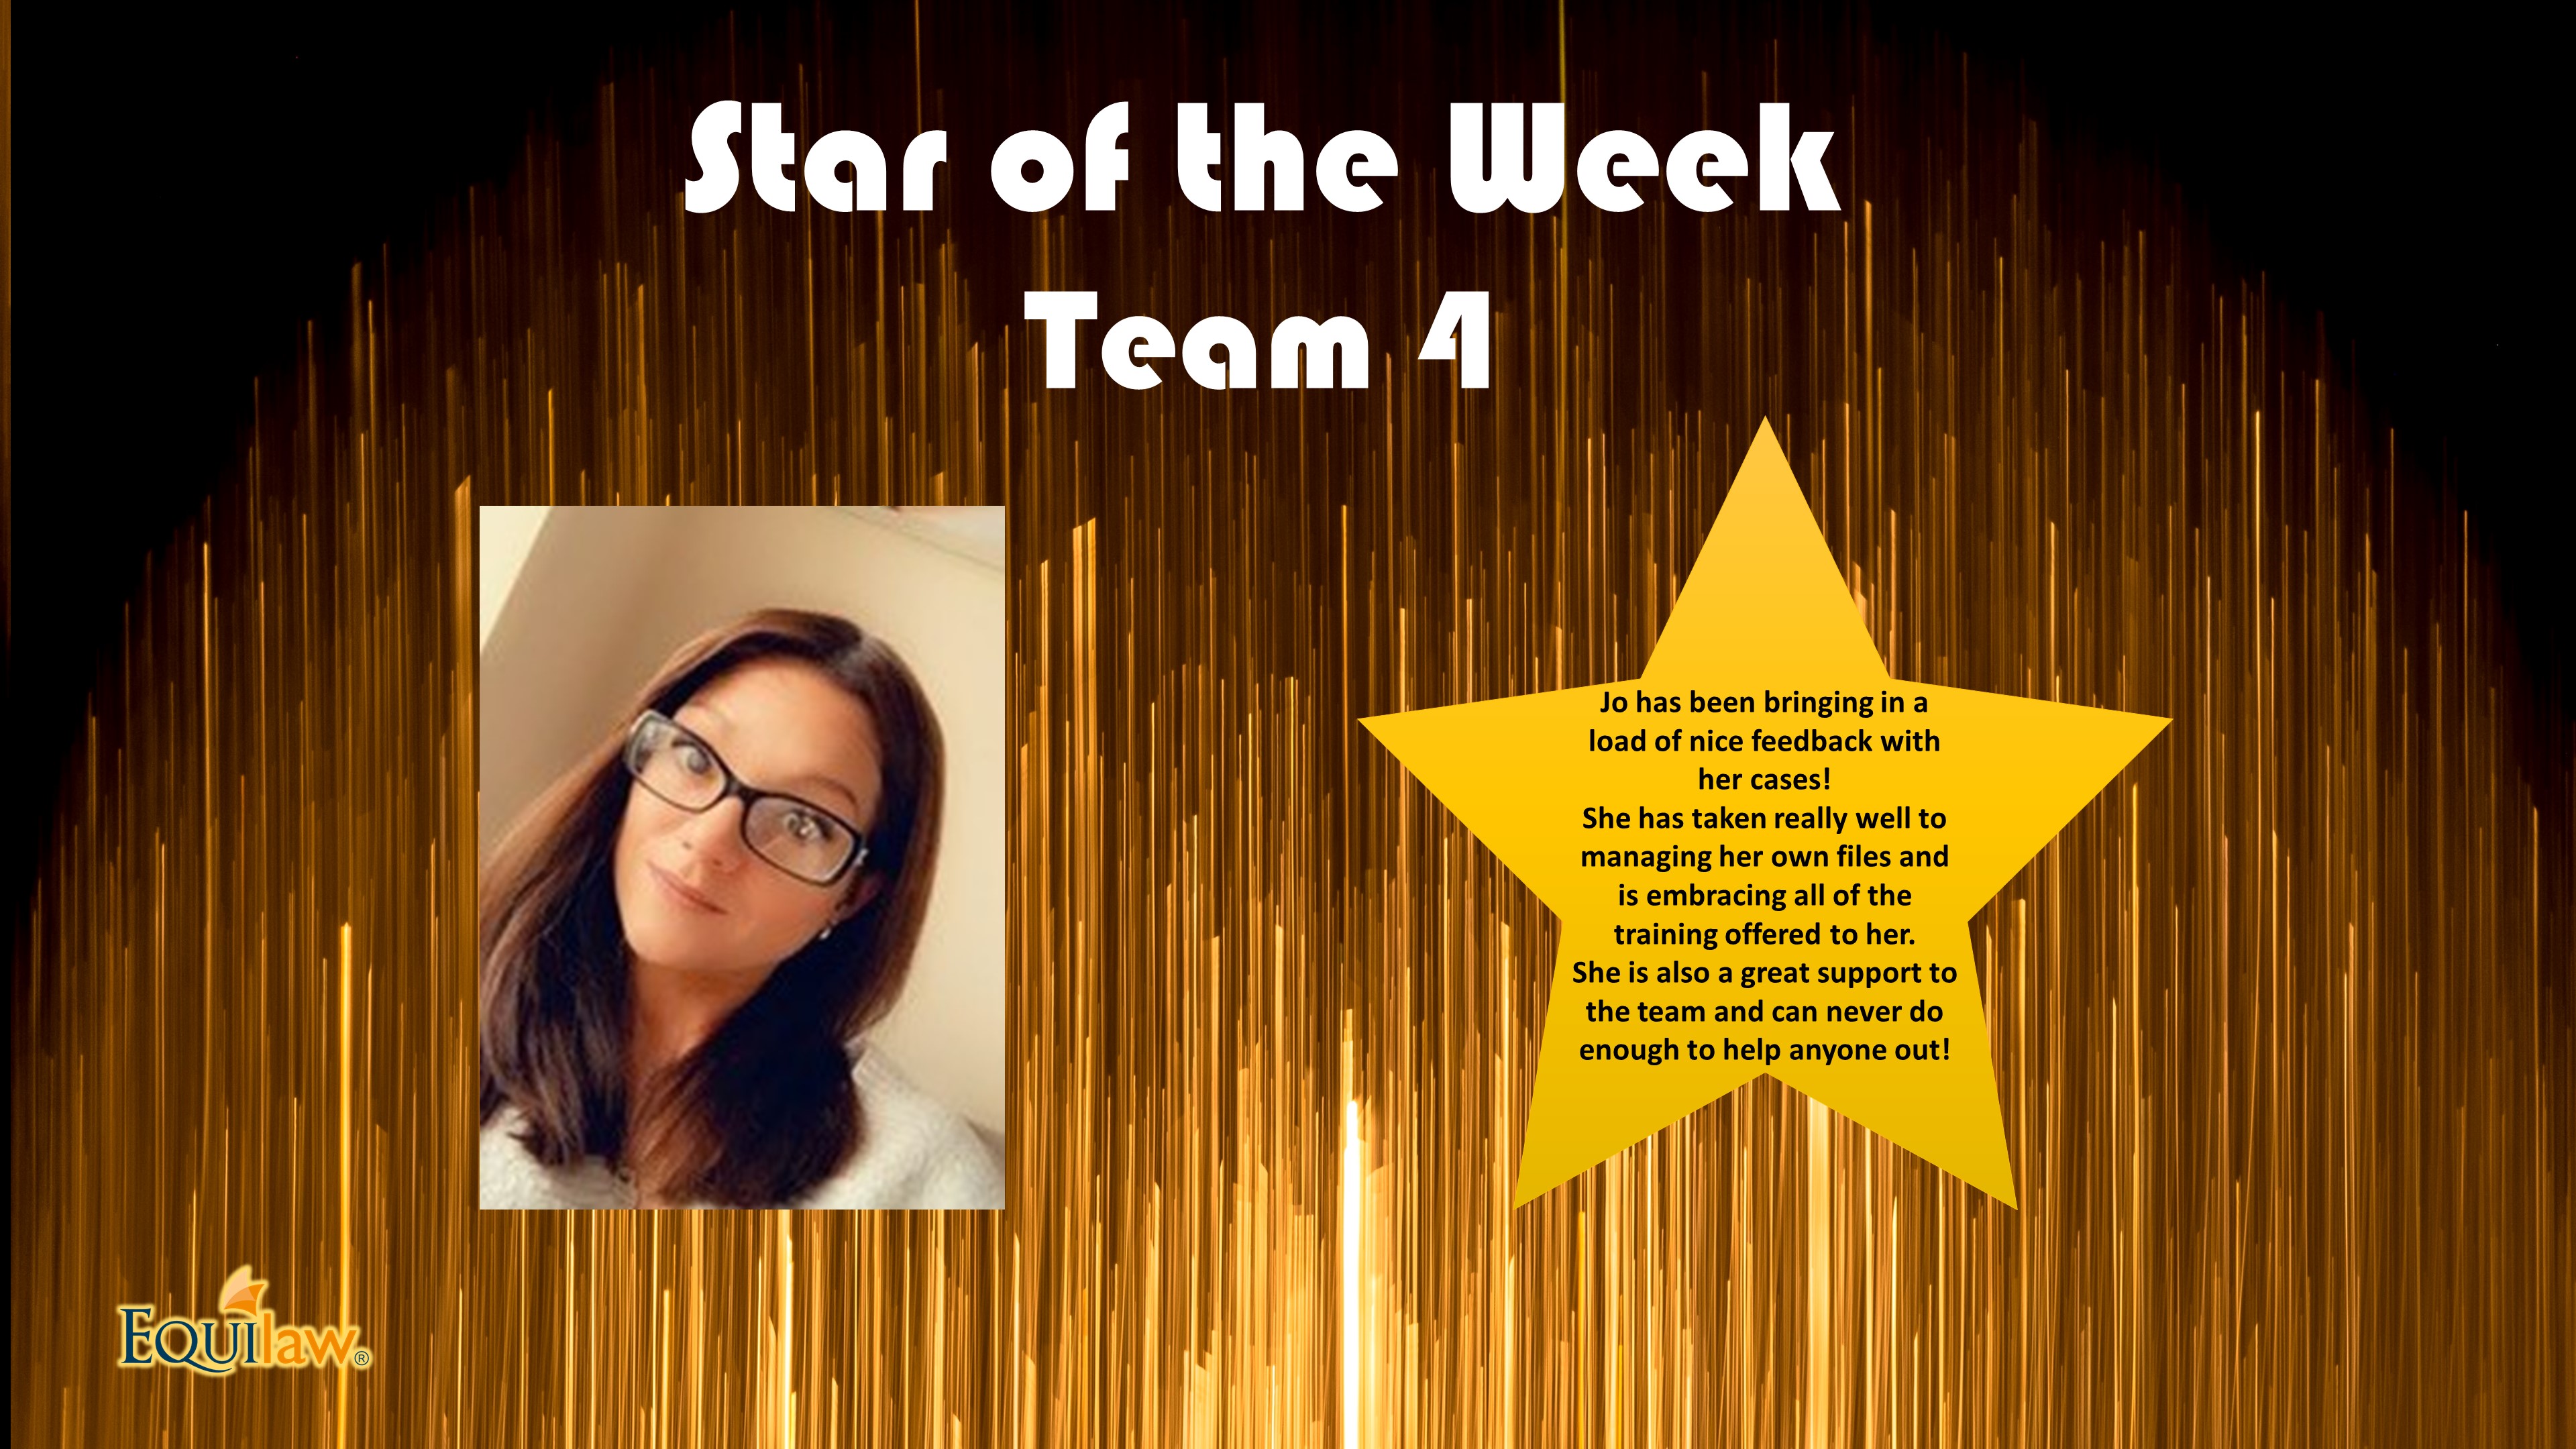 Star of the Week
Team 4
Jo has been bringing in a
load of nice feedback with
her cases!
She has taken really well to
managing her own files and
is embracing all of the
training offered to her.
She is also a great support to
the team and can never do
enough to help anyone out!
EQUIlaw®